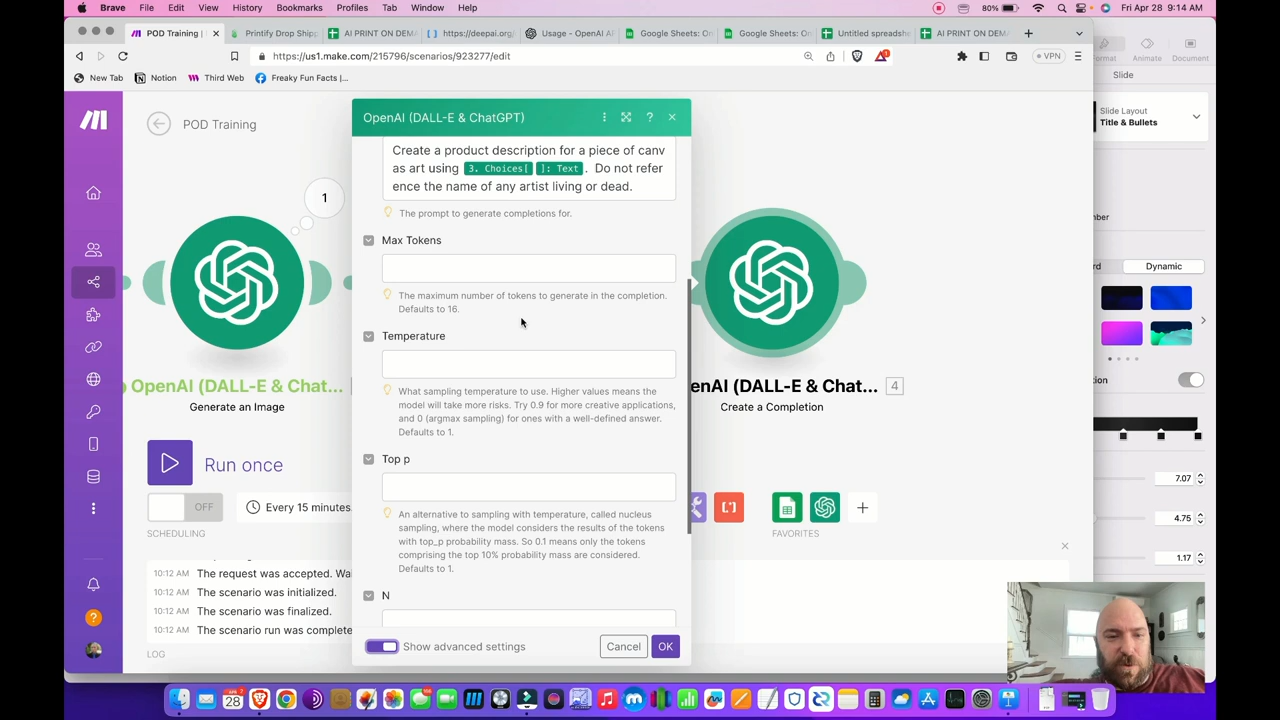 Brave File Edit View History Bookmarks Profiles Tab Window Help
80% Fri Apr 28 9:14 AM
POD Training | Printify Drop Shipp AI PRINT ON DEMA https://deepai.org/ Usage - OpenAI A Google Sheets: On Google Sheets: On Untitled spreadshe AI PRINT ON DEMA
https://us1.make.com/215796/scenarios/923277/edit
VPN
New Tab Notion Third Web Freaky Fun Facts |...
ormat Animate Document
Slide
Slide Layout
Title & Bullets
POD Training
OpenAI (DALL-E & ChatGPT)
Create a product description for a piece of canv
as art using 3. Choices[ ]: Text . Do not refer
ence the name of any artist living or dead.
The prompt to generate completions for.
1
Max Tokens
The maximum number of tokens to generate in the completion.
Defaults to 16.
Temperature
What sampling temperature to use. Higher values means the
model will take more risks. Try 0.9 for more creative applications,
and 0 (argmax sampling) for ones with a well-defined answer.
Defaults to 1.
Top p
An alternative to sampling with temperature, called nucleus
sampling, where the model considers the results of the tokens
with top_p probability mass. So 0.1 means only the tokens
comprising the top 10% probability mass are considered.
Defaults to 1.
N
Show advanced settings Cancel OK
OpenAI (DALL-E & Chat...
Generate an Image
enAI (DALL-E & Chat... 4
Create a Completion
Run once
OFF Every 15 minutes.
SCHEDULING
FAVORITES
10:12 AM The request was accepted. Wai
10:12 AM The scenario was initialized.
10:12 AM The scenario was finalized.
10:12 AM The scenario run was complete
LOG
mber
rd Dynamic
tion
7.07
4.75
1.17